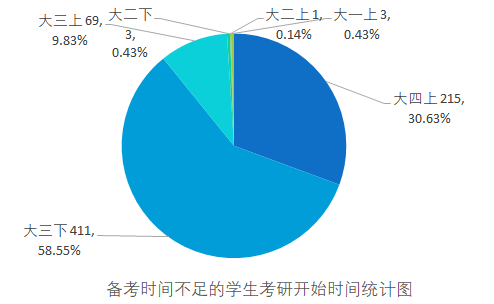 大三上 69,
9.83%
大二下
3,
0.43%
大二上 1,
0.14%
大一上 3,
0.43%
大四上 215,
30.63%
大三下 411,
58.55%
备考时间不足的学生考研开始时间统计图